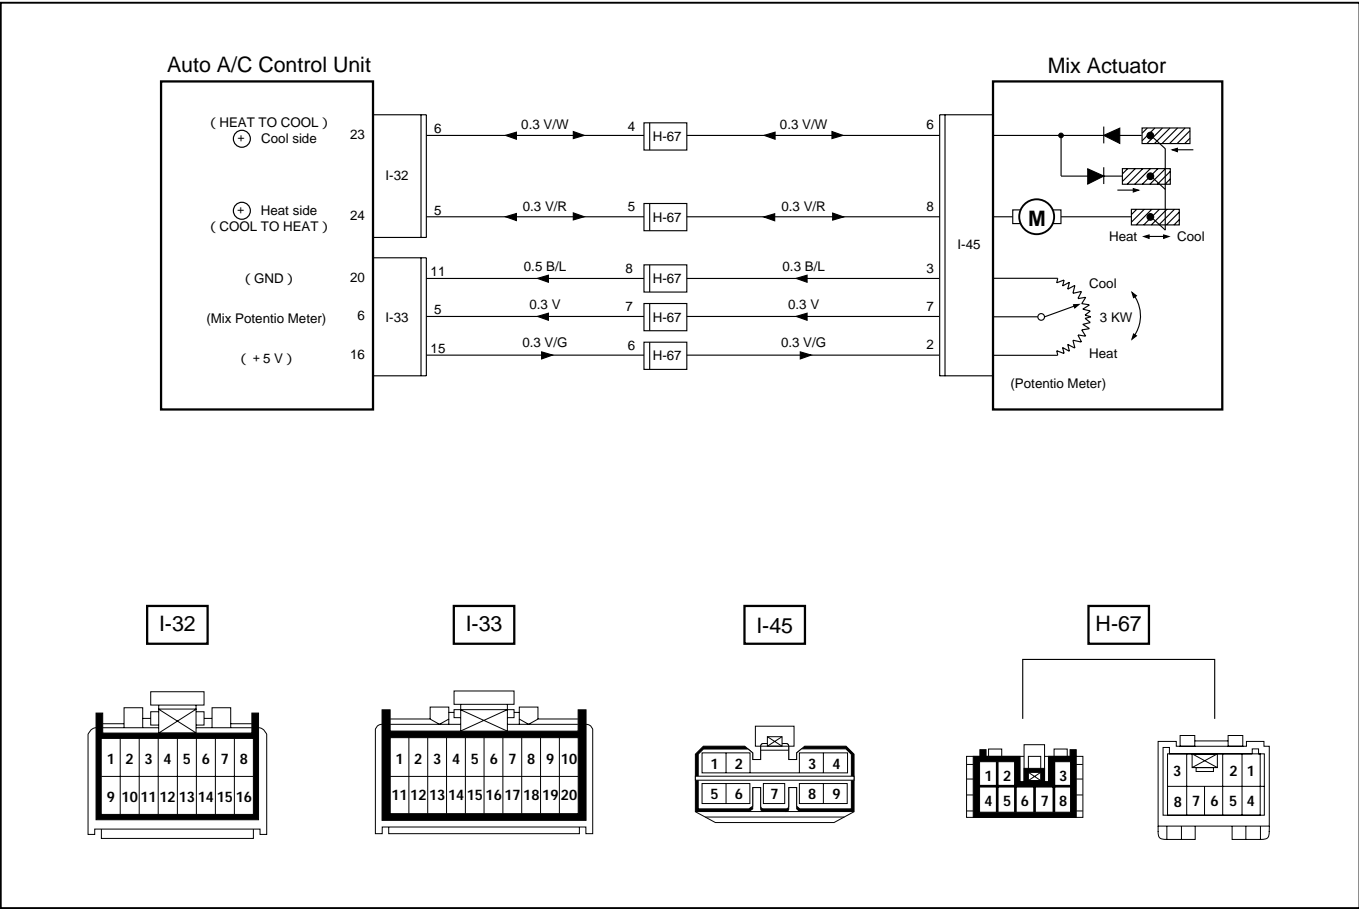 Auto A/C Control Unit
Mix Actuator
( HEAT TO COOL )
+ Cool side
23
6
0.3 V/W
4
H-67
0.3 V/W
6
I-32
+ Heat side
( COOL TO HEAT )
24
5
0.3 V/R
5
H-67
0.3 V/R
8
M
I-45
Heat
Cool
( GND )
20
11
0.5 B/L
8
H-67
0.3 B/L
3
Cool
(Mix Potentio Meter)
6
I-33
5
0.3 V
7
H-67
0.3 V
7
3 KW
( +5 V )
16
15
0.3 V/G
6
H-67
0.3 V/G
2
Heat
(Potentio Meter)
I-32
I-33
I-45
H-67
1 2 3 4 5 6 7 8
9 10 11 12 13 14 15 16
1 2 3 4 5 6 7 8 9 10
11 12 13 14 15 16 17 18 19 20
1 2 3 4
5 6 7 8 9
1 2 3
4 5 6 7 8
3 2 1
8 7 6 5 4